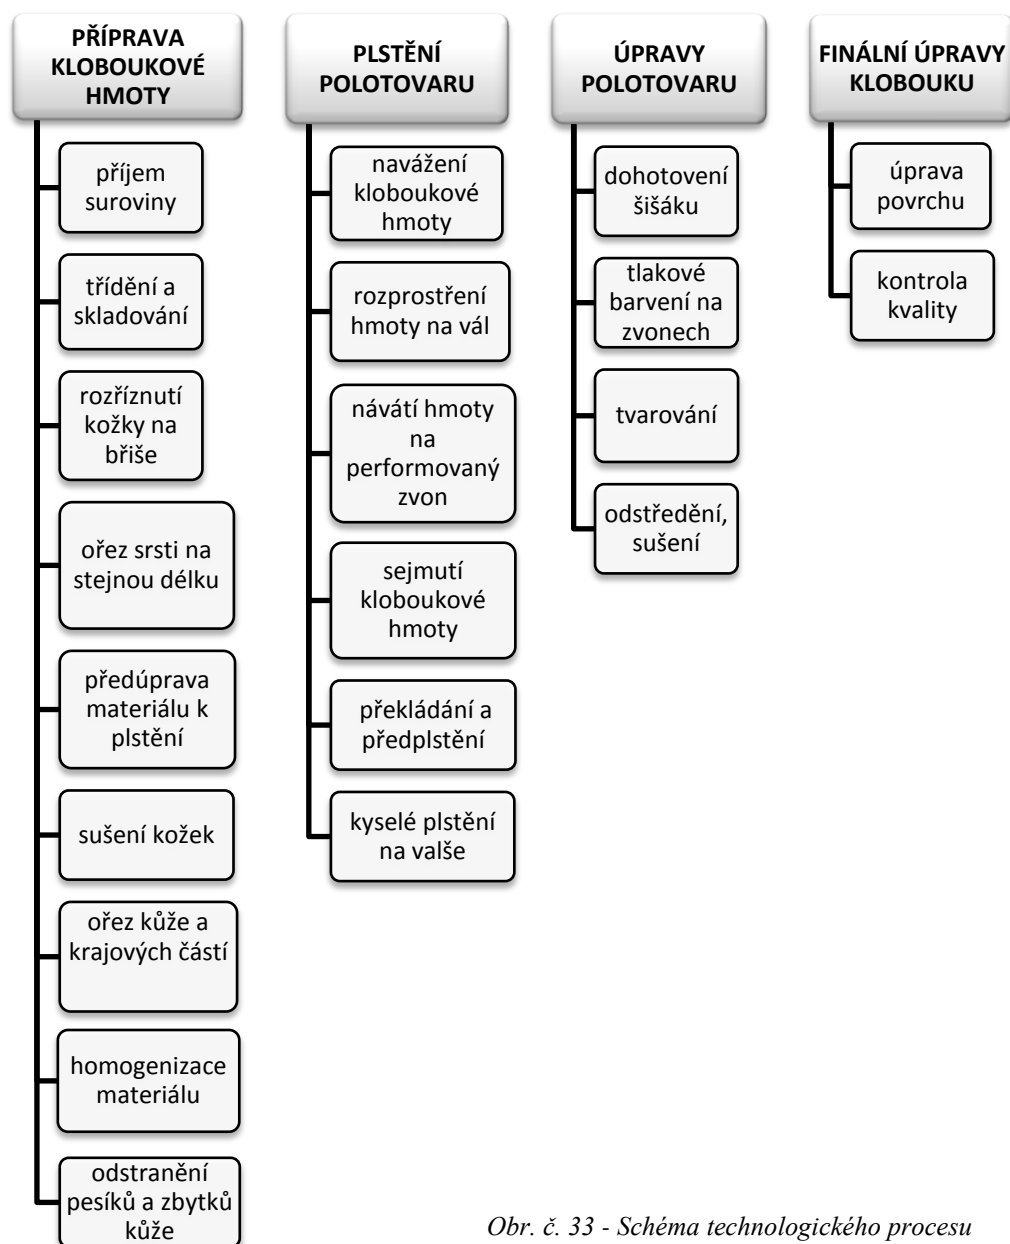 PŘÍPRAVA
KLOBOUKOVÉ
HMOTY
příjem
suroviny
třídění a
skladování
rozříznutí
kožky na
břiše
ořez srsti na
stejnou délku
předúprava
materiálu k
plstění
sušení kožek
ořez kůže a
krajových částí
homogenizace
materiálu
odstranění
pesíků a zbytků
kůže
PLSTĚNÍ
POLOTOVARU
navážení
kloboukové
hmoty
rozprostření
hmoty na vál
návátí hmoty
na
performovaný
zvon
sejmutí
kloboukové
hmoty
překládání a
předplstění
kyselé plstění
na valše
ÚPRAVY
POLOTOVARU
dohotovení
šišáku
tlakové
barvení na
zvonech
tvarování
odstředění,
sušení
FINÁLNÍ ÚPRAVY
KLOBOUKU
úprava
povrchu
kontrola
kvality
Obr. č. 33 - Schéma technologického procesu